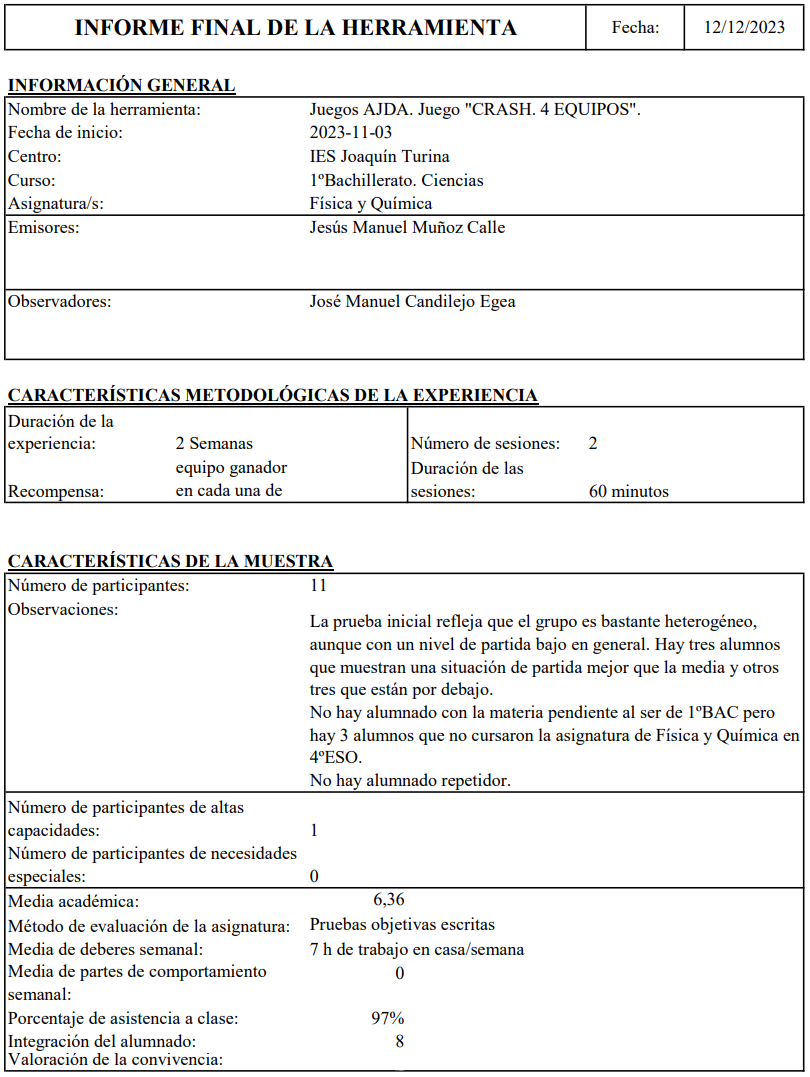 INFORME FINAL DE LA HERRAMIENTA Fecha: 12/12/2023
INFORMACIÓN GENERAL
Nombre de la herramienta: Juegos AJDA. Juego "CRASH. 4 EQUIPOS".
Fecha de inicio: 2023-11-03
Centro: IES Joaquín Turina
Curso: 1ºBachillerato. Ciencias
Asignatura/s: Física y Química
Emisores: Jesús Manuel Muñoz Calle
Observadores: José Manuel Candilejo Egea
CARACTERÍSTICAS METODOLÓGICAS DE LA EXPERIENCIA
Duración de la
experiencia: 2 Semanas
equipo ganador
Recompensa: en cada una de
Número de sesiones: 2
Duración de las
sesiones: 60 minutos
CARACTERÍSTICAS DE LA MUESTRA
Número de participantes: 11
Observaciones:
La prueba inicial refleja que el grupo es bastante heterogéneo,
aunque con un nivel de partida bajo en general. Hay tres alumnos
que muestran una situación de partida mejor que la media y otros
tres que están por debajo.
No hay alumnado con la materia pendiente al ser de 1ºBAC pero
hay 3 alumnos que no cursaron la asignatura de Física y Química en
4ºESO.
No hay alumnado repetidor.
Número de participantes de altas
capacidades: 1
Número de participantes de necesidades
especiales: 0
Media académica: 6,36
Método de evaluación de la asignatura: Pruebas objetivas escritas
Media de deberes semanal: 7 h de trabajo en casa/semana
Media de partes de comportamiento 0
semanal:
Porcentaje de asistencia a clase: 97%
Integración del alumnado: 8
Valoración de la convivencia: